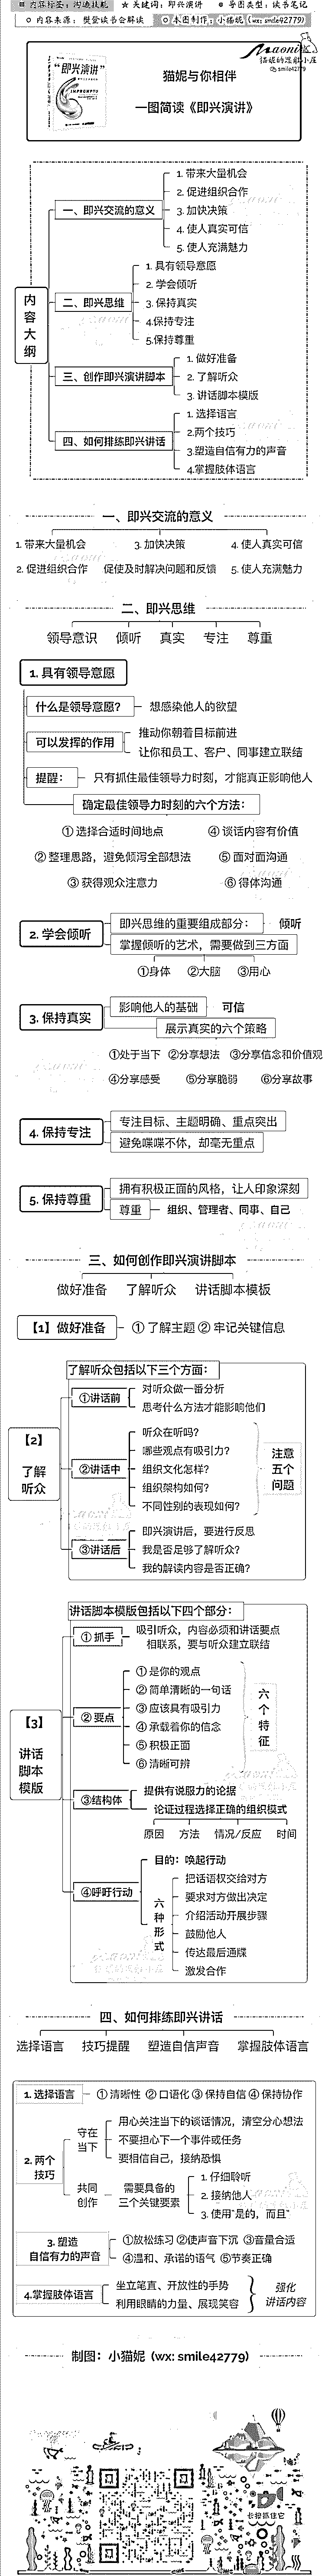 内容标签：沟通技能 ★ 关键词：即兴演讲 导图类型：读书笔记
内容来源：樊登读书会解读 本图制作：小猫妮（wx: smile42779）
Maoni
猫妮的思维小屋
@smile42779
“即兴演讲”
IMPROMPTU
猫妮与你相伴
一图简读《即兴演讲》
内容大纲
一、即兴交流的意义
1. 带来大量机会
2. 促进组织合作
3. 加快决策
4. 使人真实可信
5. 使人充满魅力
二、即兴思维
1. 具有领导意愿
2. 学会倾听
3. 保持真实
4.保持专注
5.保持尊重
三、创作即兴演讲脚本
1. 做好准备
2. 了解听众
3. 讲话脚本模版
四、如何排练即兴讲话
1. 选择语言
2.两个技巧
3.塑造自信有力的声音
4.掌握肢体语言
一、即兴交流的意义
1. 带来大量机会 3. 加快决策 4. 使人真实可信
2. 促进组织合作 促使及时解决问题和反馈 5. 使人充满魅力
二、即兴思维
领导意识 倾听 真实 专注 尊重
1. 具有领导意愿
什么是领导意愿？ 想感染他人的欲望
可以发挥的作用
推动你朝着目标前进
让你和员工、客户、同事建立联结
提醒： 只有抓住最佳领导力时刻，才能真正影响他人
确定最佳领导力时刻的六个方法：
① 选择合适时间地点 ④ 谈话内容有价值
② 整理思路，避免倾泻全部想法 ⑤ 面对面沟通
③ 获得观众注意力 ⑥ 得体沟通
2. 学会倾听
即兴思维的重要组成部分： 倾听
掌握倾听的艺术，需要做到三方面
①身体 ②大脑 ③用心
3. 保持真实
影响他人的基础 可信
展示真实的六个策略
①处于当下 ②分享想法 ③分享信念和价值观
④分享感受 ⑤分享脆弱 ⑥分享故事
4. 保持专注
专注目标、主题明确、重点突出
避免喋喋不休，却毫无重点
5. 保持尊重
拥有积极正面的风格，让人印象深刻
尊重 组织、管理者、同事、自己
三、如何创作即兴演讲脚本
做好准备 了解听众 讲话脚本模板
【1】做好准备 ① 了解主题 ② 牢记关键信息
【2】
了解
听众
了解听众包括以下三个方面：
①讲话前
对听众做一番分析
思考什么方法才能影响他们
②讲话中
听众在听吗？
哪些观点有吸引力？
组织文化怎样？
组织架构如何？
不同性别的表现如何？
注意
五个
问题
③讲话后
即兴演讲后，要进行反思
我是否足够了解听众？
我的解读内容是否正确？
【3】
讲话
脚本
模版
讲话脚本模版包括以下四个部分：
① 抓手
吸引听众，内容必须和讲话要点
相联系，要与听众建立联结
② 要点
① 是你的观点
② 简单清晰的一句话
③ 应该具有吸引力
④ 承载着你的信念
⑤ 积极正面
⑥ 清晰可辨
六个特征
③结构体
提供有说服力的论据
论证过程选择正确的组织模式
原因 方法 情况/反应 时间
④呼吁行动
目的：唤起行动
六种形式
把话语权交给对方
要求对方做出决定
介绍活动开展步骤
鼓励他人
传达最后通牒
激发合作
四、如何排练即兴讲话
选择语言 技巧提醒 塑造自信声音 掌握肢体语言
1. 选择语言 ① 清晰性 ② 口语化 ③ 保持自信 ④ 保持协作
2. 两个
技巧
守在
当下
用心关注当下的谈话情况，清空分心想法
不要担心下一个事件或任务
要相信自己，接纳恐惧
共同
创作
需要具备的
三个关键要素
1. 仔细聆听
2. 接纳他人
3. 使用“是的，而且”
3. 塑造
自信有力的声音
①放松练习 ②使声音下沉 ③音量合适
④温和、承诺的语气 ⑤节奏正确
4.掌握肢体语言
坐立笔直、开放性的手势
利用眼睛的力量、展现笑容
强化
讲话内容
制图：小猫妮（wx: smile42779）
长按抓住它